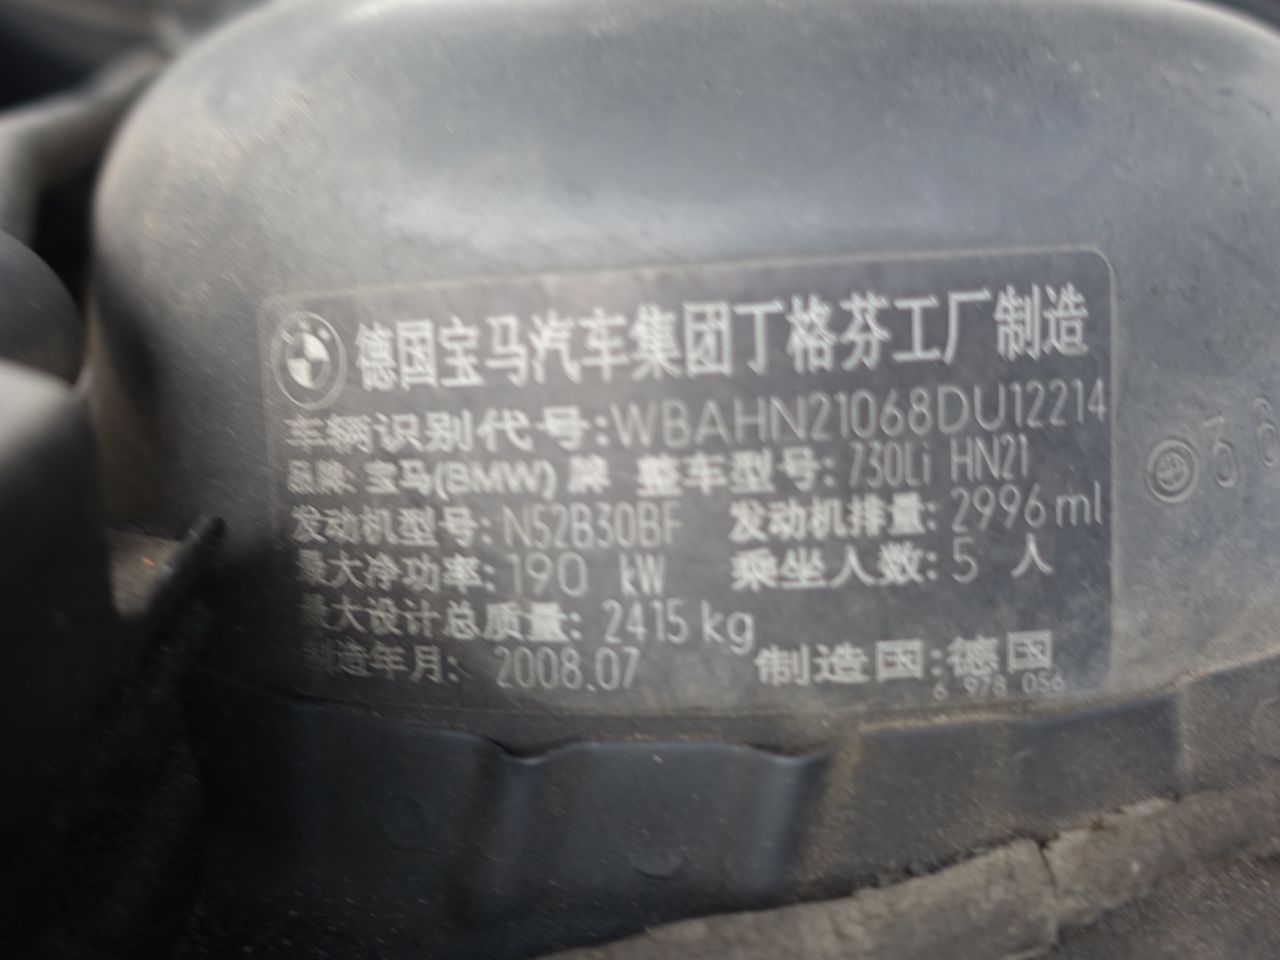 德国宝马汽车集团丁格芬工厂制造
车辆识别代号:WBAHN21068DU12214
品牌: 宝马(BMW) 牌 整车型号: 730Li HN21
发动机型号: N52B30BF 发动机排量: 2996 ml
最大净功率: 190 kW 乘坐人数: 5 人
最大设计总质量: 2415 kg
制造年月: 2008.07 制造国: 德国
6 978 056
36